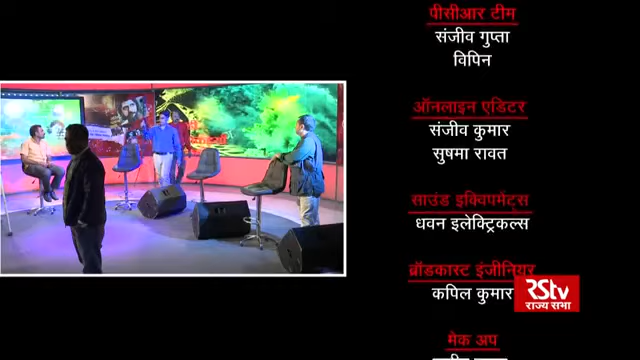 पीसीआर टीम
संजीव गुप्ता
विपिन
ऑनलाइन एडिटर
संजीव कुमार
सुषमा रावत
साउंड इक्विपमेंट्स
धवन इलेक्ट्रिकल्स
ब्रॉडकास्ट इंजीनियर
कपिल कुमार
RStv
राज्य सभा
मेक अप